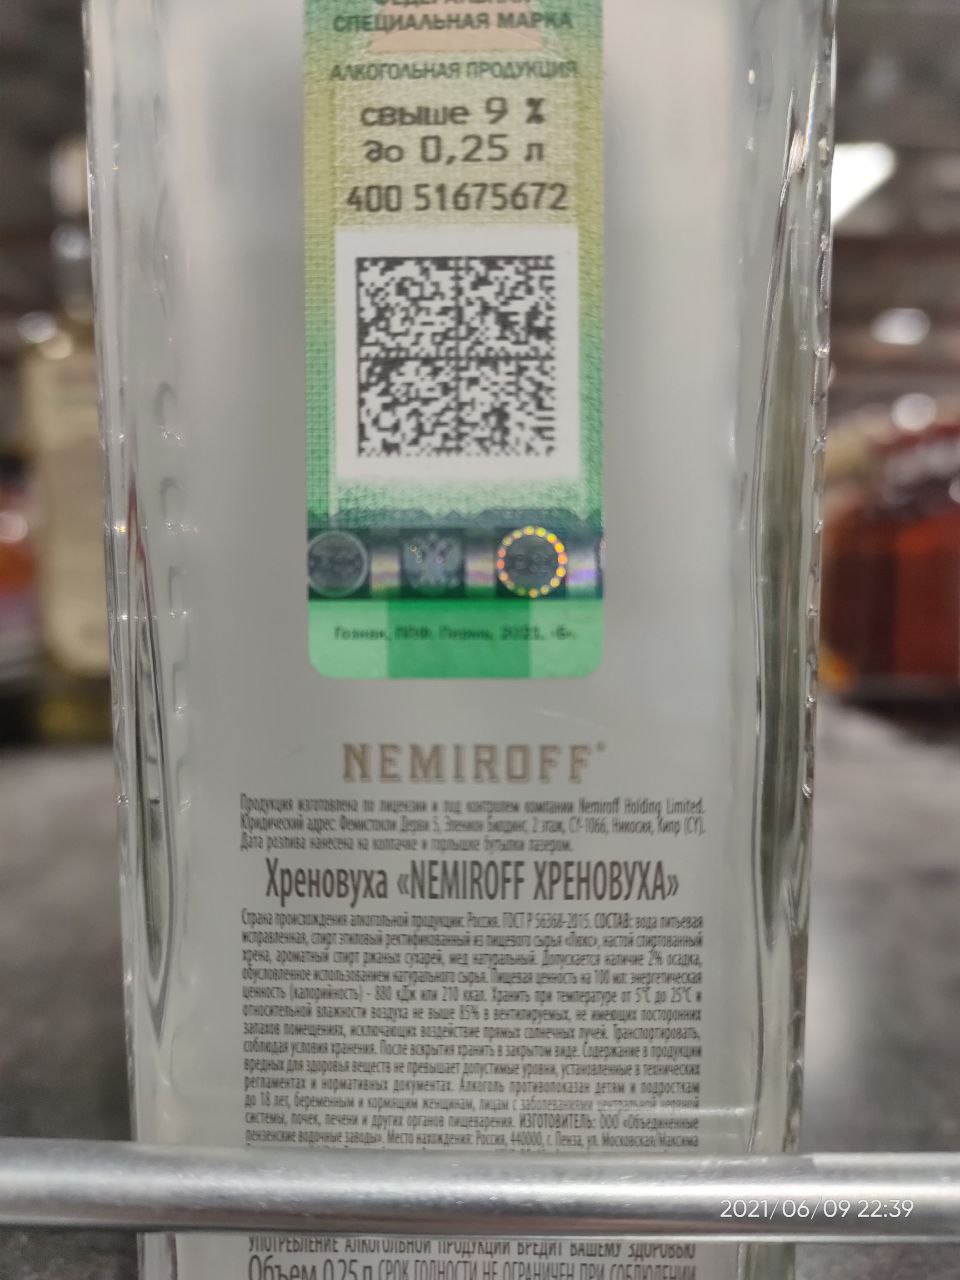 ФЕДЕРАЛЬНАЯ
СПЕЦИАЛЬНАЯ МАРКА
АЛКОГОЛЬНАЯ ПРОДУКЦИЯ
свыше 9 %
до 0,25 л
400 51675672
Гознак, ППФ, Пермь, 2021, «Б».
NEMIROFF®
Продукция изготовлена по лицензии и под контролем компании Nemiroff Holding Limited.
Юридический адрес: Фемистокли Дерви 5, Эленион Билдинг, 2 этаж, CY-1066, Никосия, Кипр (CY).
Дата розлива нанесена на колпачке и горлышке бутылки лазером.
Хреновуха «NEMIROFF ХРЕНОВУХА»
Страна происхождения алкогольной продукции: Россия. ГОСТ Р 56368-2015. СОСТАВ: вода питьевая
исправленная, спирт этиловый ректификованный из пищевого сырья «Люкс», настой спиртованный
хрена, ароматный спирт ржаных сухарей, мед натуральный. Допускается наличие 2% осадка,
обусловленное использованием натурального сырья. Пищевая ценность на 100 мл: энергетическая
ценность (калорийность) - 880 кДж или 210 ккал. Хранить при температуре от 5°С до 25°С и
относительной влажности воздуха не выше 85% в вентилируемых, не имеющих посторонних
запахов помещениях, исключающих воздействие прямых солнечных лучей. Транспортировать,
соблюдая условия хранения. После вскрытия хранить в закрытом виде. Содержание в продукции
вредных для здоровья веществ не превышает допустимые уровни, установленные в технических
регламентах и нормативных документах. Алкоголь противопоказан детям и подросткам
до 18 лет, беременным и кормящим женщинам, лицам с заболеваниями центральной нервной
системы, почек, печени и других органов пищеварения. ИЗГОТОВИТЕЛЬ: ООО «Объединенные
пензенские водочные заводы». Место нахождения: Россия, 440000, г. Пенза, ул. Московская/Максима
2021/06/09 22:39
УПОТРЕБЛЕНИЕ АЛКОГОЛЬНОЙ ПРОДУКЦИИ ВРЕДИТ ВАШЕМУ ЗДОРОВЬЮ
Объем 0,25 л СРОК ГОДНОСТИ НЕ ОГРАНИЧЕН ПРИ СОБЛЮДЕНИИ